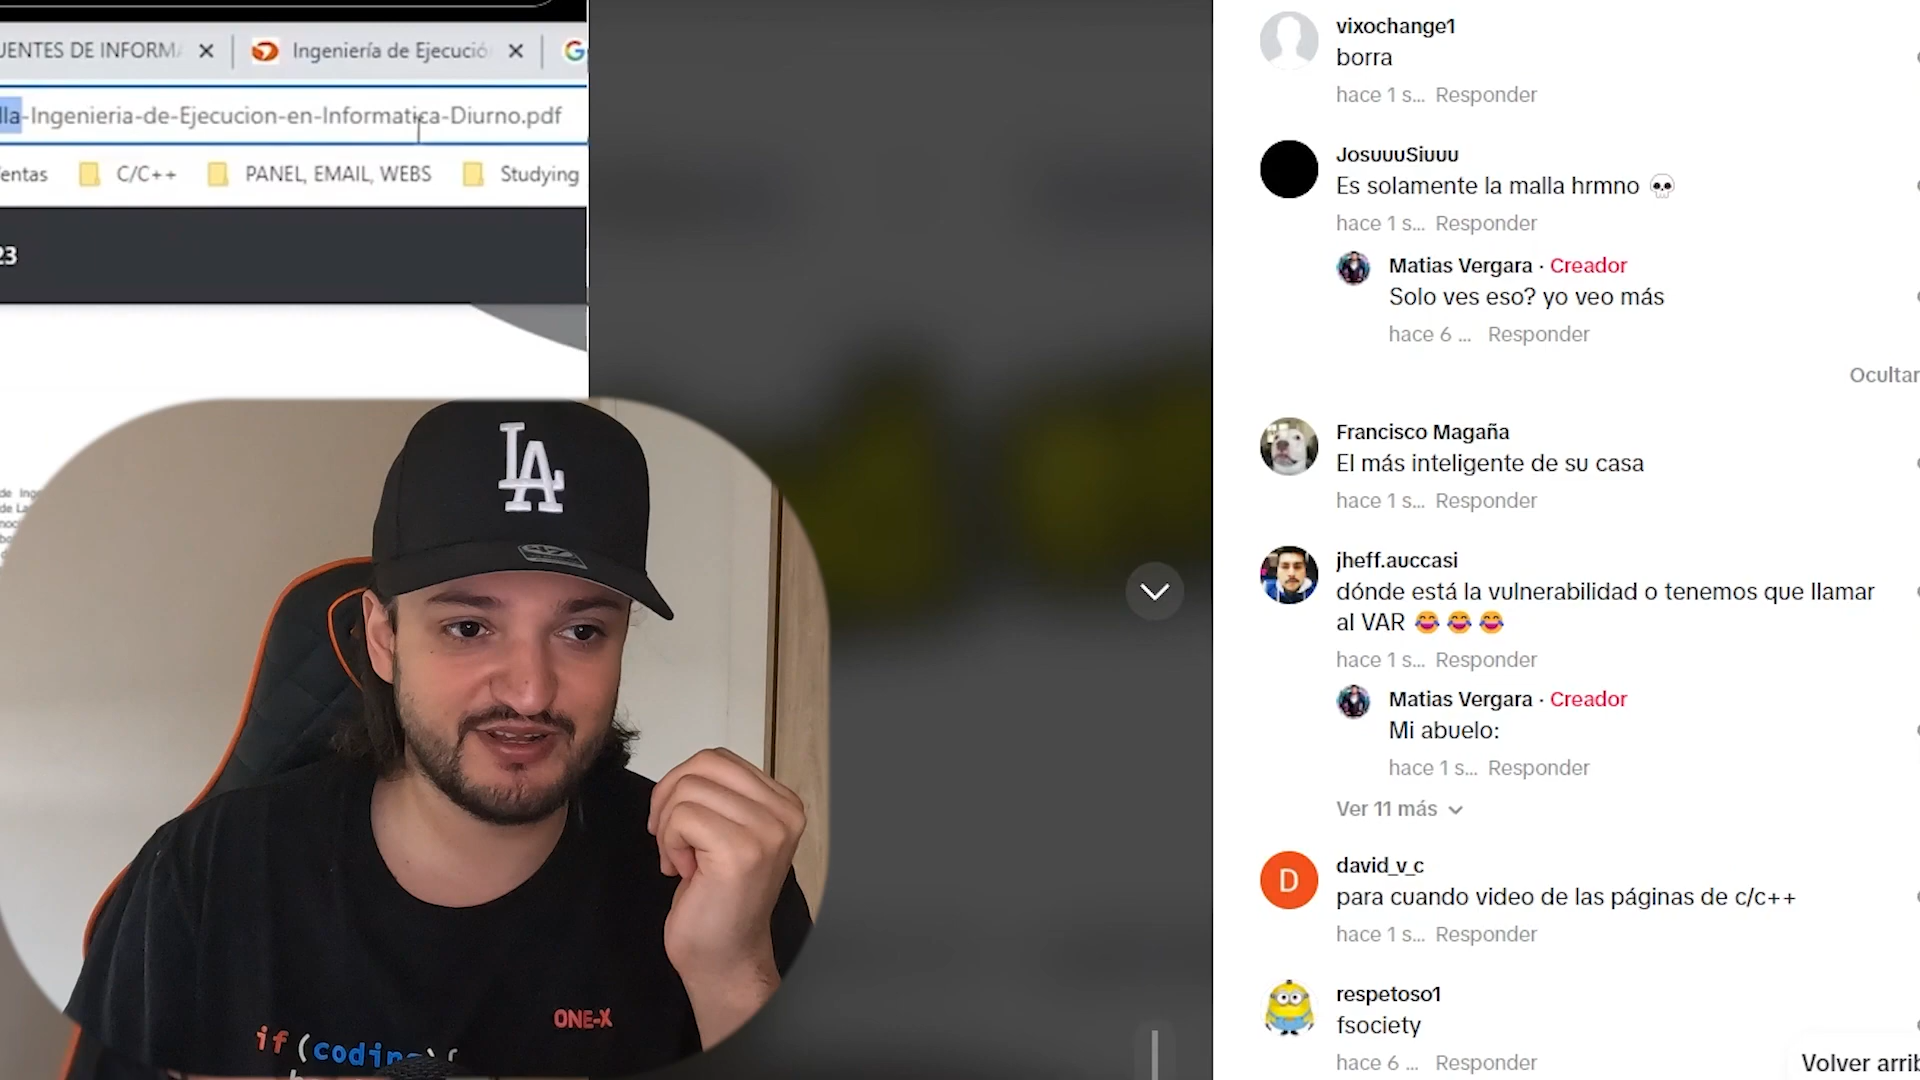 UENTES DE INFORMA
Ingeniería de Ejecució
lla-Ingenieria-de-Ejecucion-en-Informatica-Diurno.pdf
entas
C/C++
PANEL, EMAIL, WEBS
Studying
23
LA
ONE-X
if (coding) {
vixochange1
borra
hace 1 s... Responder
JosuuuSiuuu
Es solamente la malla hrmno 💀
hace 1 s... Responder
Matias Vergara · Creador
Solo ves eso? yo veo más
hace 6 ... Responder
Ocultar
Francisco Magaña
El más inteligente de su casa
hace 1 s... Responder
jheff.auccasi
dónde está la vulnerabilidad o tenemos que llamar
al VAR 😂 😂 😂
hace 1 s... Responder
Matias Vergara · Creador
Mi abuelo:
hace 1 s... Responder
Ver 11 más
D
david_v_c
para cuando video de las páginas de c/c++
hace 1 s... Responder
respetoso1
fsociety
hace 6 ... Responder
Volver arrib